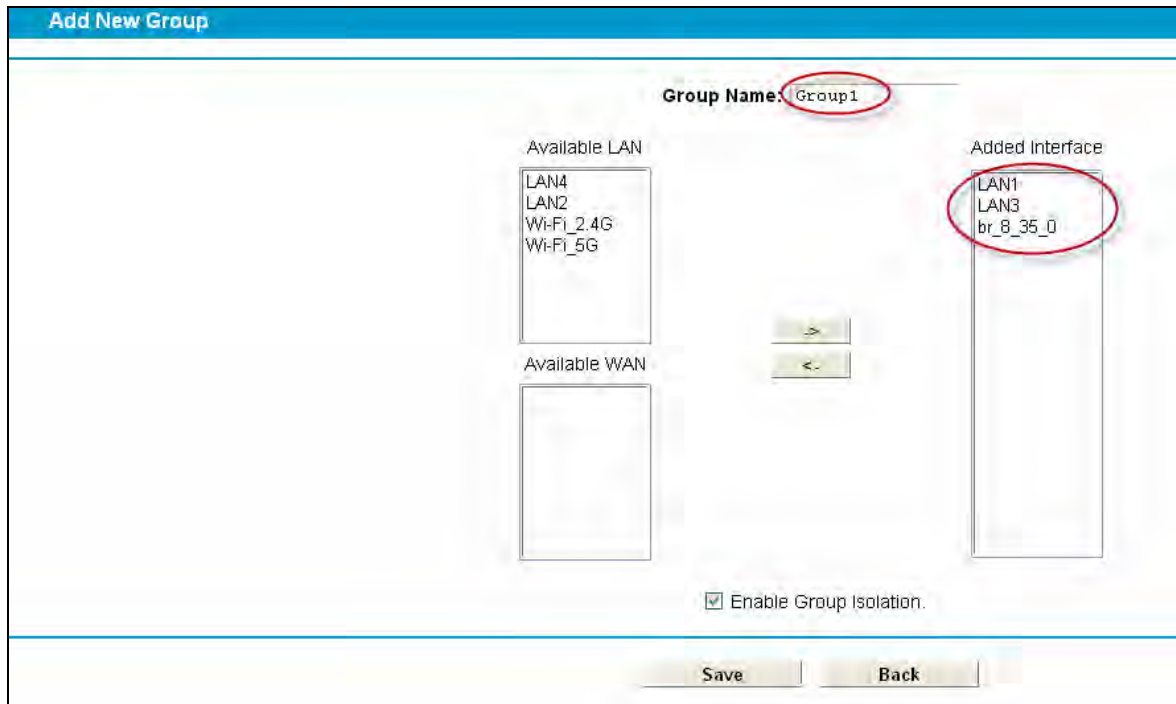 Add New Group
Group Name: Group1
Available LAN
LAN4
LAN2
Wi-Fi_2.4G
Wi-Fi_5G
Added Interface
LAN1
LAN3
br_8_35_0
->
<-
Available WAN
Enable Group Isolation.
Save
Back